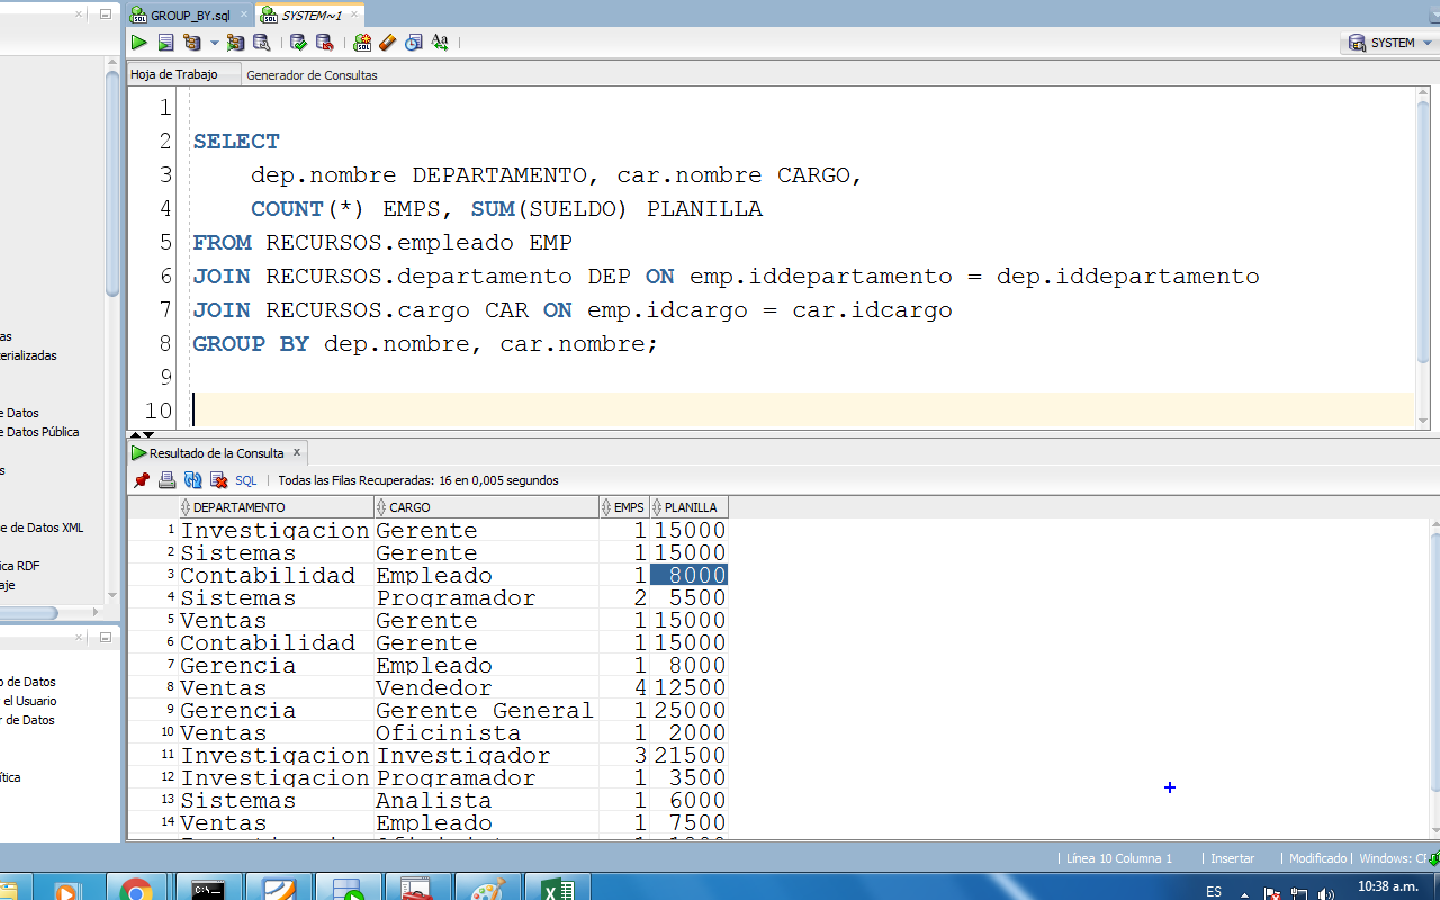 GROUP_BY.sql
SYSTEM~1
SYSTEM
Hoja de Trabajo
Generador de Consultas
1
2 SELECT
3 dep.nombre DEPARTAMENTO, car.nombre CARGO,
4 COUNT(*) EMPS, SUM(SUELDO) PLANILLA
5 FROM RECURSOS.empleado EMP
6 JOIN RECURSOS.departamento DEP ON emp.iddepartamento = dep.iddepartamento
7 JOIN RECURSOS.cargo CAR ON emp.idcargo = car.idcargo
8 GROUP BY dep.nombre, car.nombre;
9
10
as
erializadas
e Datos
e Datos Pública
s
e de Datos XML
ica RDF
aje
o de Datos
el Usuario
r de Datos
ítica
Resultado de la Consulta
SQL | Todas las Filas Recuperadas: 16 en 0,005 segundos
DEPARTAMENTO CARGO EMPS PLANILLA
1 Investigacion Gerente 1 15000
2 Sistemas Gerente 1 15000
3 Contabilidad Empleado 1 8000
4 Sistemas Programador 2 5500
5 Ventas Gerente 1 15000
6 Contabilidad Gerente 1 15000
7 Gerencia Empleado 1 8000
8 Ventas Vendedor 4 12500
9 Gerencia Gerente General 1 25000
10 Ventas Oficinista 1 2000
11 Investigacion Investigador 3 21500
12 Investigacion Programador 1 3500
13 Sistemas Analista 1 6000
14 Ventas Empleado 1 7500
Línea 10 Columna 1 | Insertar | Modificado | Windows: CR
ES
10:38 a.m.